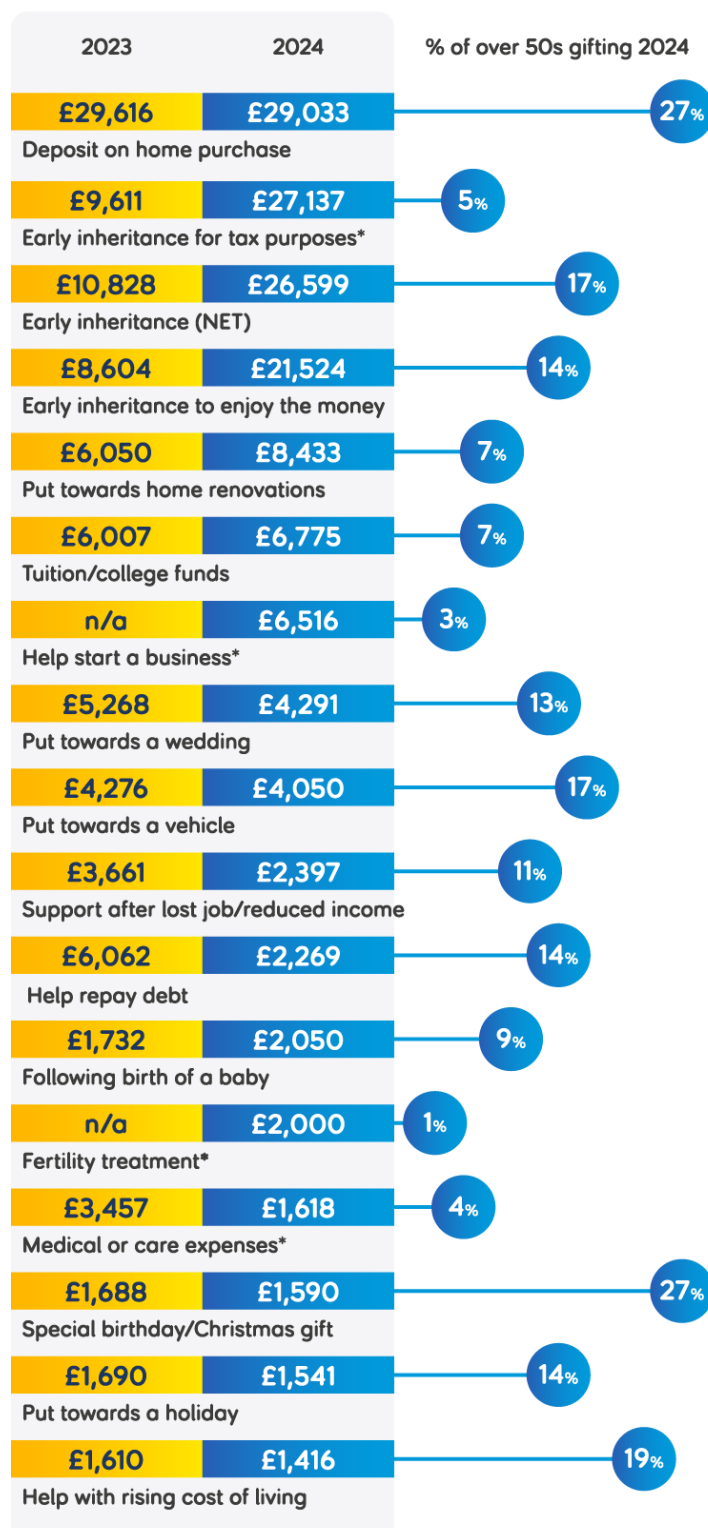 2023 2024 % of over 50s gifting 2024
£29,616 £29,033 27%
Deposit on home purchase
£9,611 £27,137 5%
Early inheritance for tax purposes*
£10,828 £26,599 17%
Early inheritance (NET)
£8,604 £21,524 14%
Early inheritance to enjoy the money
£6,050 £8,433 7%
Put towards home renovations
£6,007 £6,775 7%
Tuition/college funds
n/a £6,516 3%
Help start a business*
£5,268 £4,291 13%
Put towards a wedding
£4,276 £4,050 17%
Put towards a vehicle
£3,661 £2,397 11%
Support after lost job/reduced income
£6,062 £2,269 14%
Help repay debt
£1,732 £2,050 9%
Following birth of a baby
n/a £2,000 1%
Fertility treatment*
£3,457 £1,618 4%
Medical or care expenses*
£1,688 £1,590 27%
Special birthday/Christmas gift
£1,690 £1,541 14%
Put towards a holiday
£1,610 £1,416 19%
Help with rising cost of living